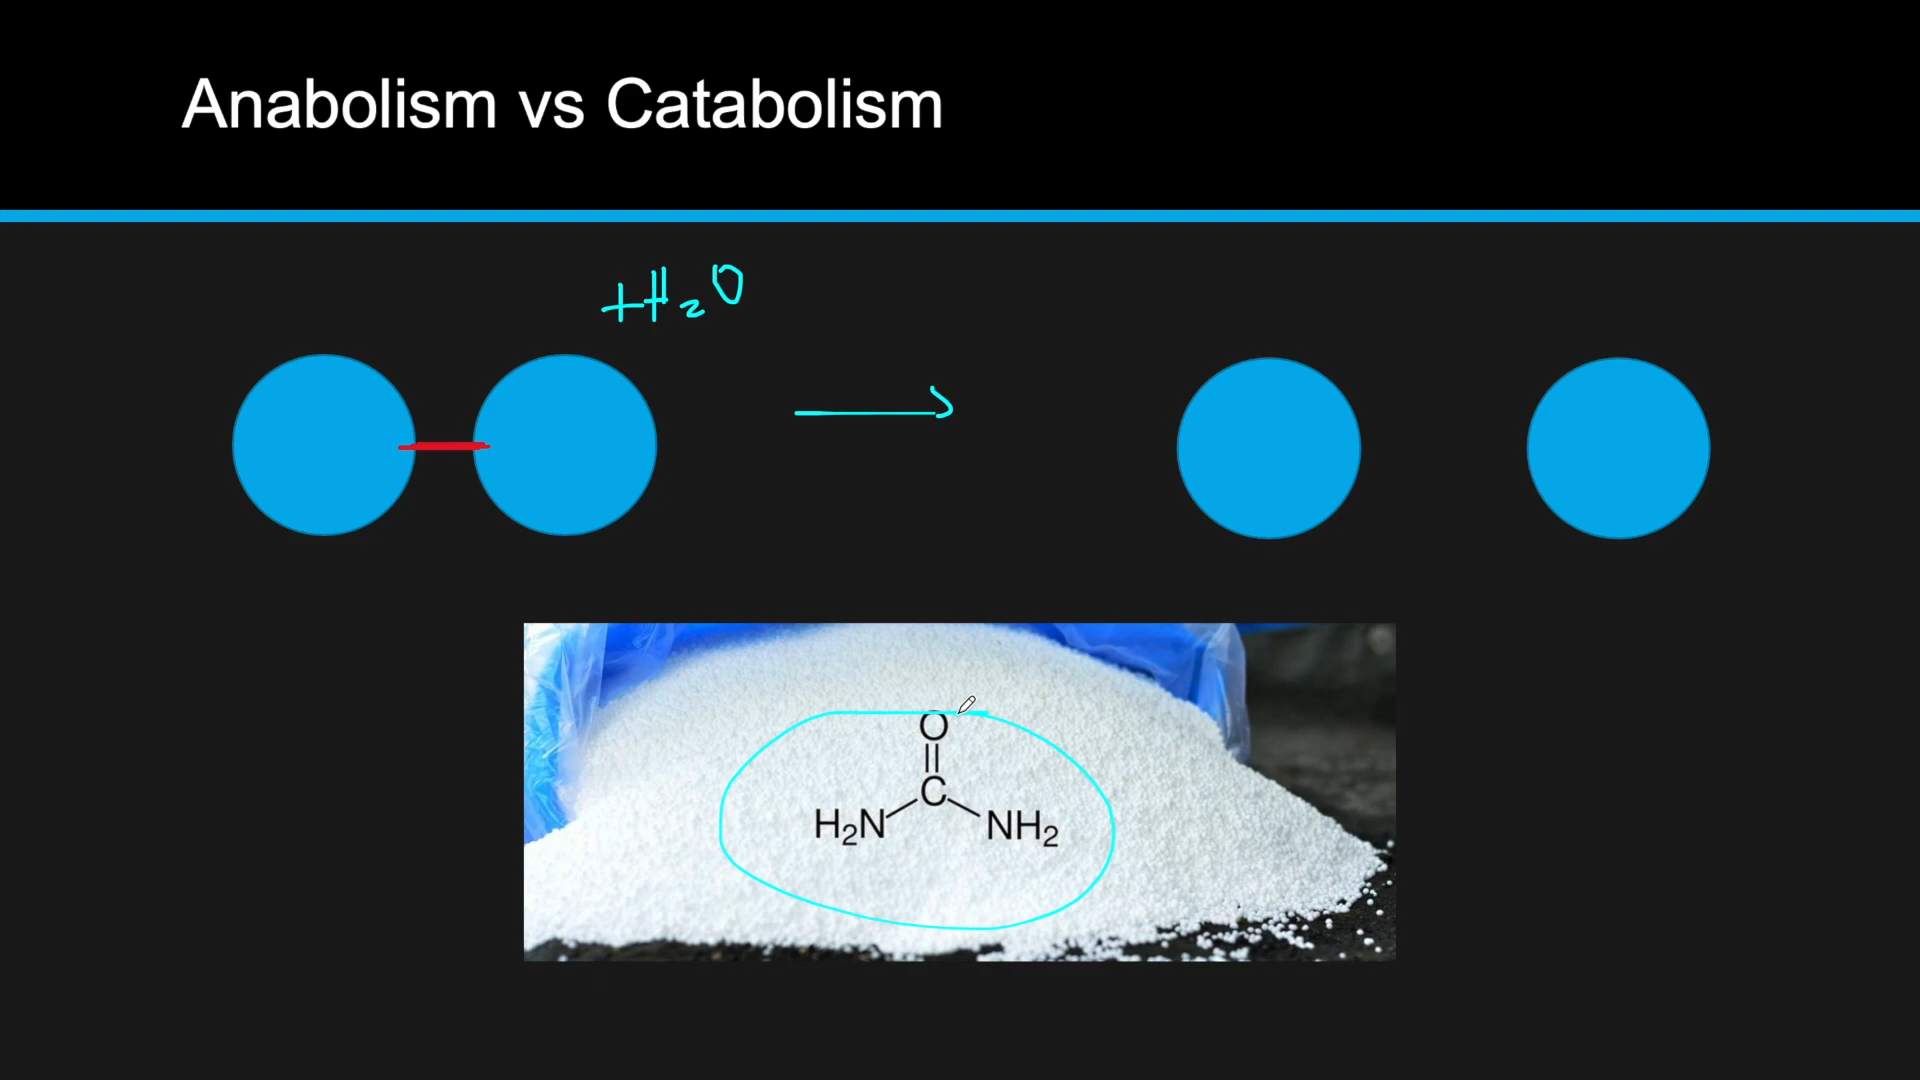 Anabolism vs Catabolism
+H₂O
O
C
H₂N NH₂